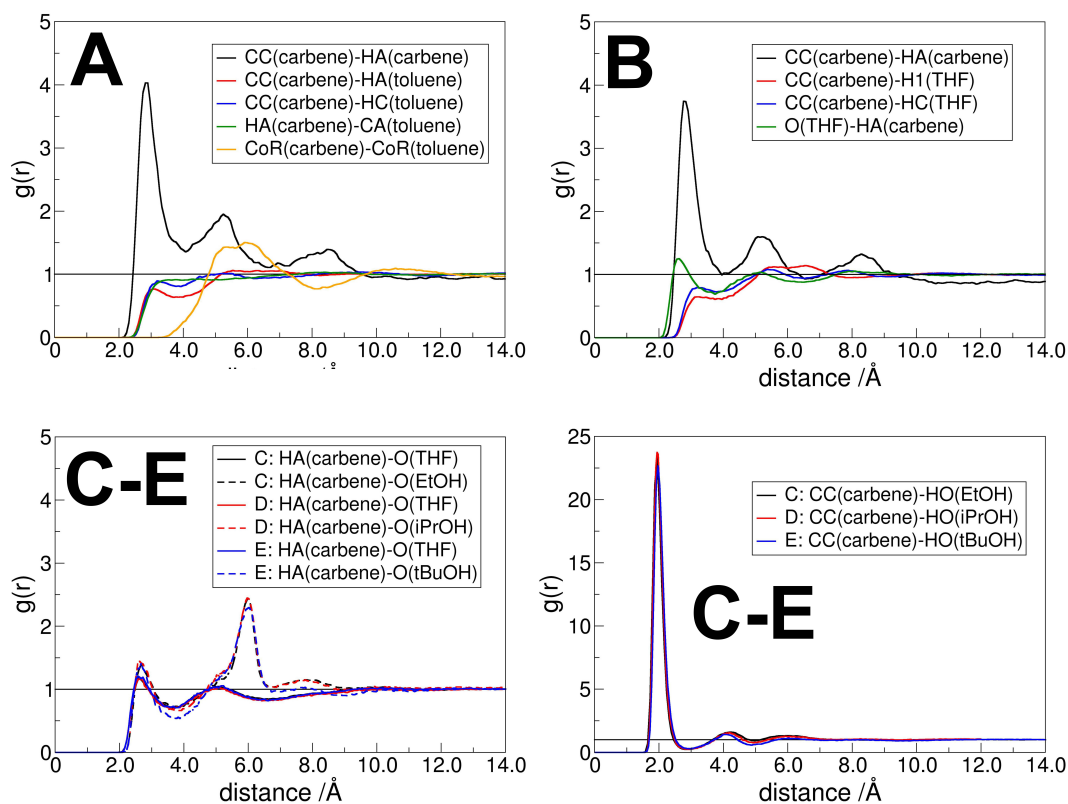 A
5
4
3
2
1
0
g(r)
CC(carbene)-HA(carbene)
CC(carbene)-HA(toluene)
CC(carbene)-HC(toluene)
HA(carbene)-CA(toluene)
CoR(carbene)-CoR(toluene)
0 2.0 4.0 6.0 8.0 10.0 12.0 14.0
B
5
4
3
2
1
0
g(r)
CC(carbene)-HA(carbene)
CC(carbene)-H1(THF)
CC(carbene)-HC(THF)
O(THF)-HA(carbene)
0 2.0 4.0 6.0 8.0 10.0 12.0 14.0
distance /Å
C-E
5
4
3
2
1
0
g(r)
C: HA(carbene)-O(THF)
C: HA(carbene)-O(EtOH)
D: HA(carbene)-O(THF)
D: HA(carbene)-O(iPrOH)
E: HA(carbene)-O(THF)
E: HA(carbene)-O(tBuOH)
0 2.0 4.0 6.0 8.0 10.0 12.0 14.0
distance /Å
25
20
15
10
5
0
g(r)
C: CC(carbene)-HO(EtOH)
D: CC(carbene)-HO(iPrOH)
E: CC(carbene)-HO(tBuOH)
C-E
0 2.0 4.0 6.0 8.0 10.0 12.0 14.0
distance /Å